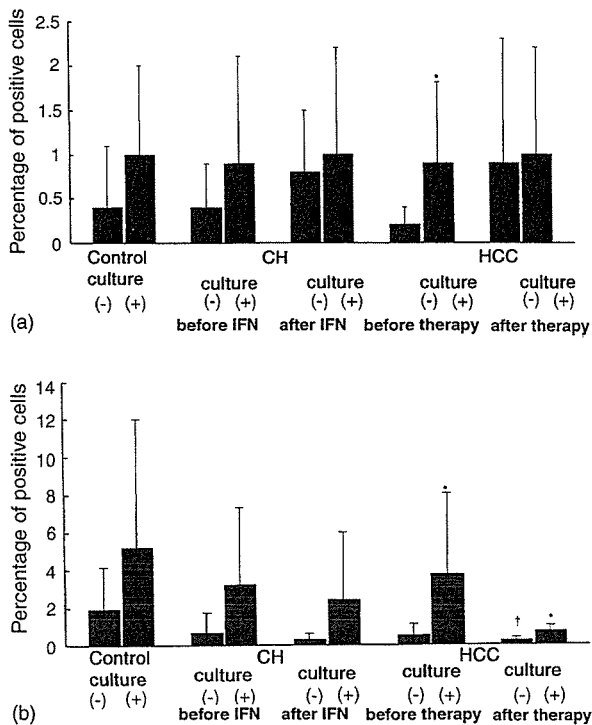 Percentage of positive cells
2.5
2
1.5
1
0.5
0
Control CH HCC
culture culture culture culture culture
(-) (+) (-) (+) (-) (+) (-) (+) (-) (+)
before IFN after IFN before therapy after therapy
(a)
Percentage of positive cells
14
12
10
8
6
4
2
0
* † *
Control CH HCC
culture culture culture culture culture
(-) (+) (-) (+) (-) (+) (-) (+) (-) (+)
before IFN after IFN before therapy after therapy
(b)